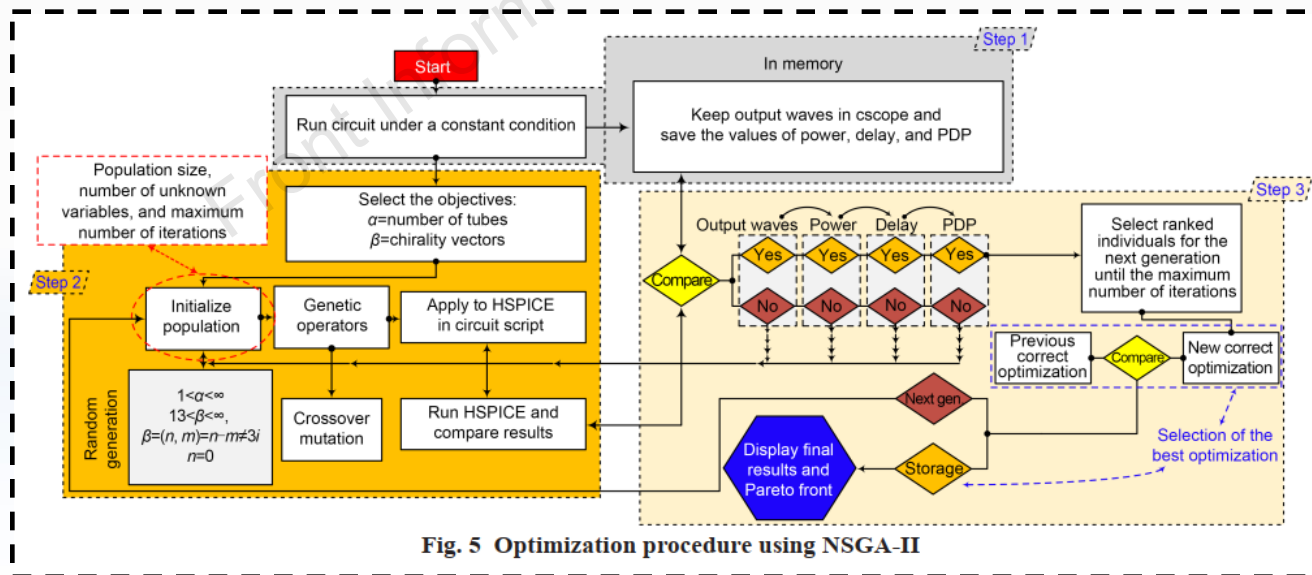 Front Inform
Step 1
Start
In memory
Run circuit under a constant condition
Keep output waves in cscope and
save the values of power, delay, and PDP
Population size,
number of unknown
variables, and maximum
number of iterations
Select the objectives:
α=number of tubes
β=chirality vectors
Step 2
Initialize
population
Genetic
operators
Apply to HSPICE
in circuit script
Random
generation
1<α<∞
13<β<∞,
β=(n, m)=n−m≠3i
n=0
Crossover
mutation
Run HSPICE and
compare results
Step 3
Output waves
Power
Delay
PDP
Compare
Yes
Yes
Yes
Yes
No
No
No
No
Select ranked
individuals for the
next generation
until the maximum
number of iterations
Previous
correct
optimization
Compare
New correct
optimization
Next gen.
Storage
Display final
results and
Pareto front
Selection of the
best optimization
Fig. 5 Optimization procedure using NSGA-II